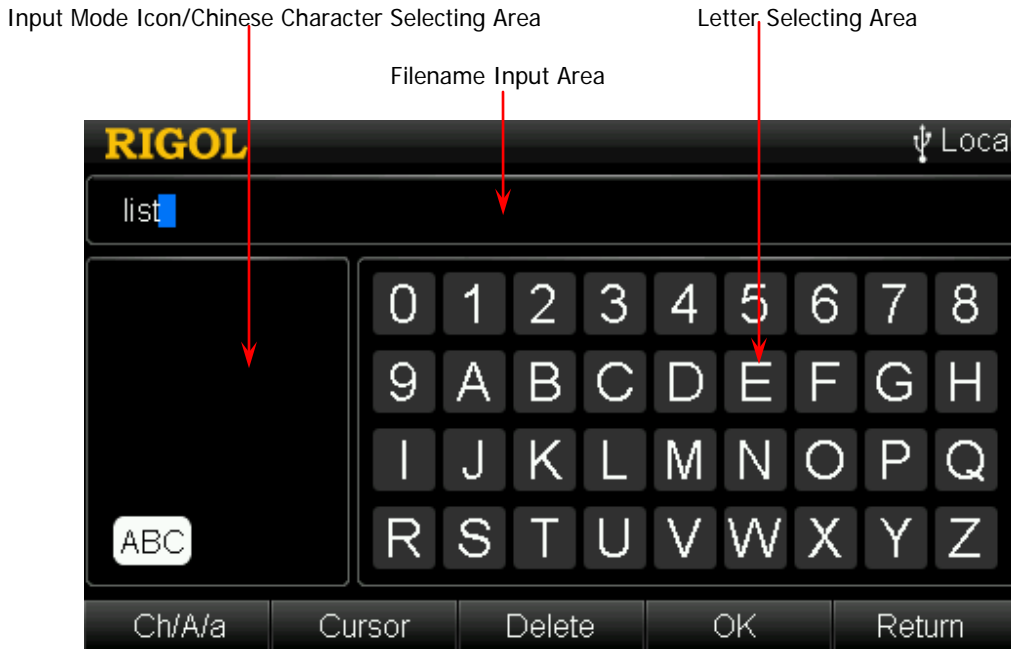 Input Mode Icon/Chinese Character Selecting Area Letter Selecting Area
Filename Input Area
RIGOL Loca
list
0 1 2 3 4 5 6 7 8
9 A B C D E F G H
I J K L M N O P Q
ABC R S T U V W X Y Z
Ch/A/a Cursor Delete OK Return